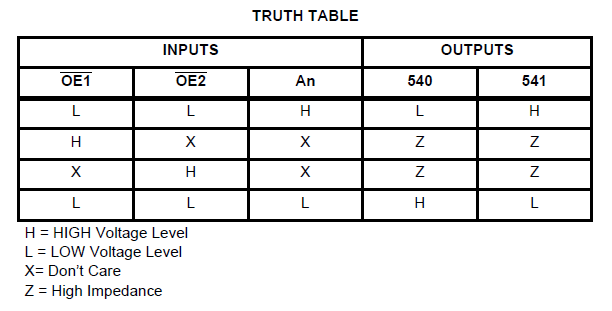 TRUTH TABLE
INPUTS OUTPUTS
OE1 OE2 An 540 541
L L H L H
H X X Z Z
X H X Z Z
L L L H L
H = HIGH Voltage Level
L = LOW Voltage Level
X= Don't Care
Z = High Impedance